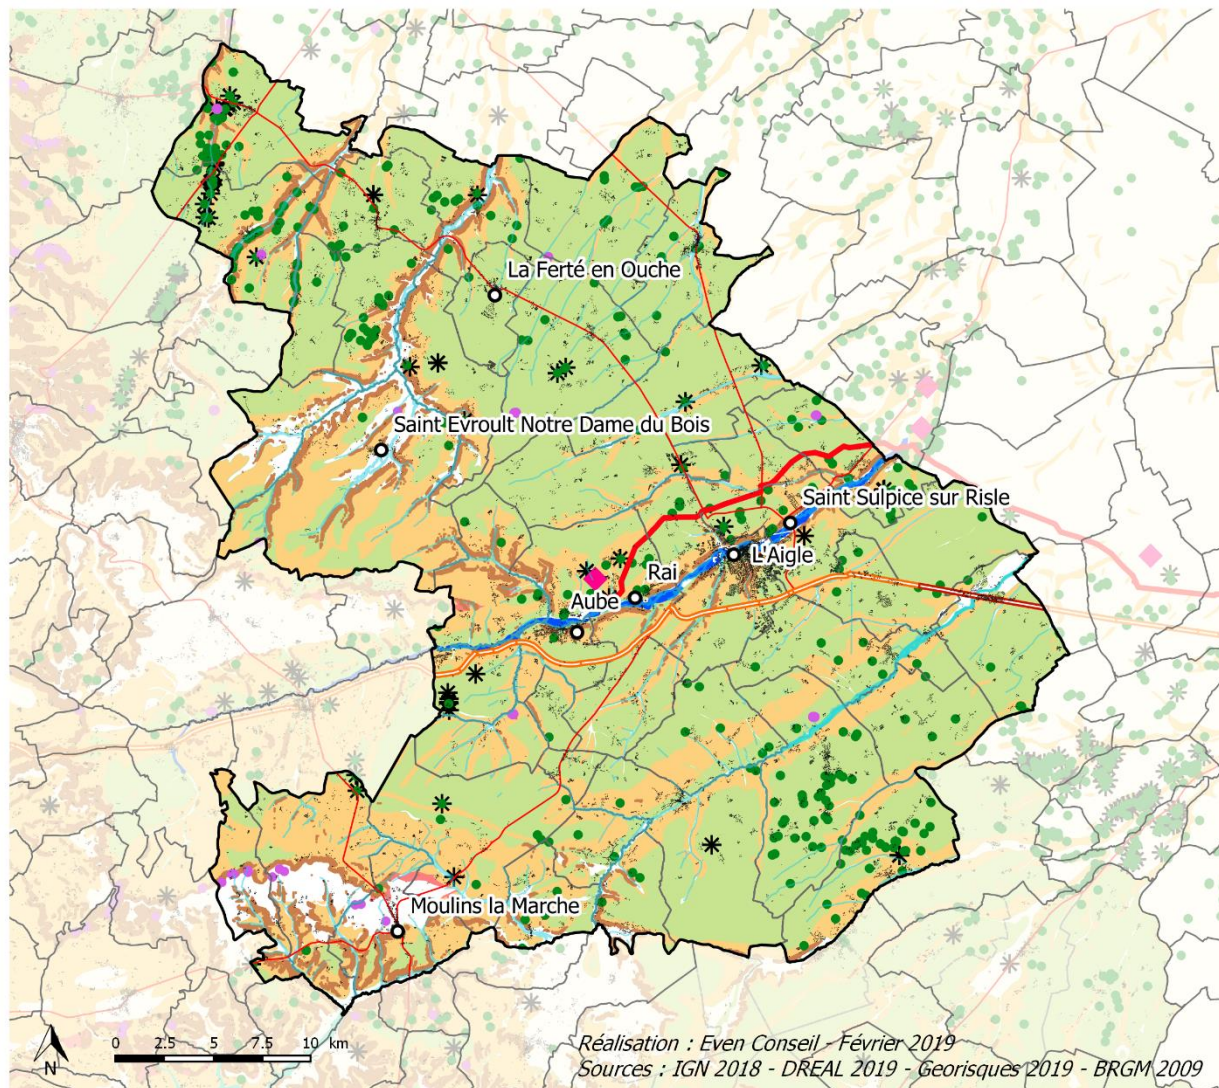 La Ferté en Ouche
Saint Evroult Notre Dame du Bois
Saint Sulpice sur Risle
L'Aigle
Rai
Aube
Moulins la Marche
N
0 2.5 5 7.5 10 km
Réalisation : Even Conseil - Février 2019
Sources : IGN 2018 - DREAL 2019 - Georisques 2019 - BRGM 2009